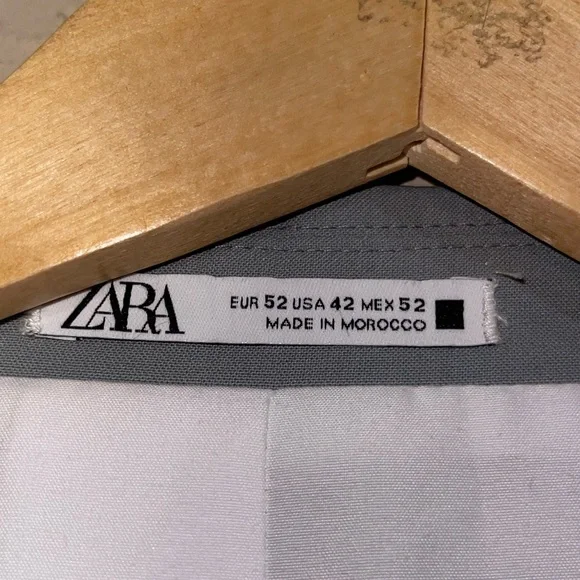 ZARA
EUR 52 USA 42 MEX 52
MADE IN MOROCCO